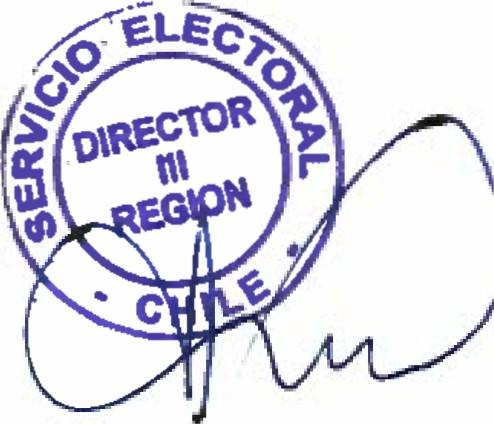 SERVICIO ELECTORAL
DIRECTOR
III
REGION
CHILE